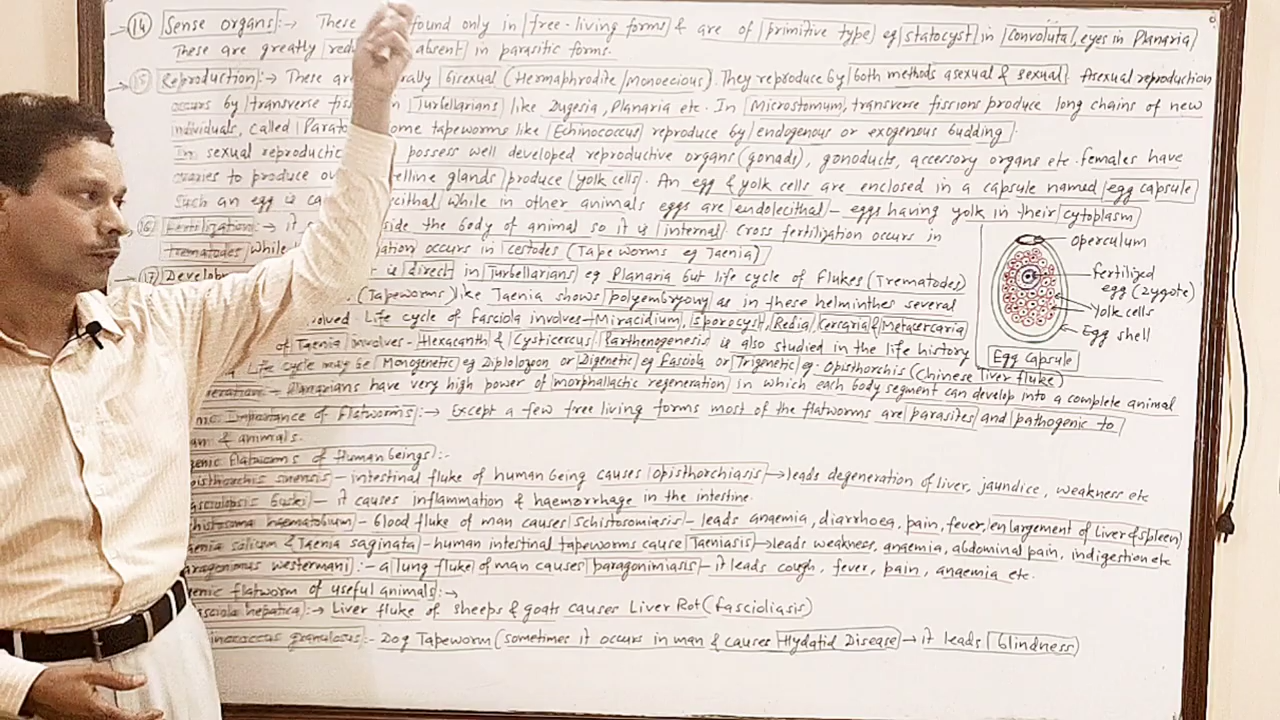 (14) Sense organs:→ These found only in free-living forms & are of primitive type eg statocyst in Convoluta, eyes in Planaria
These are greatly absent in parasitic forms.
(15) Reproduction:→ These are bisexual (Hermaphrodite/monoecious). They reproduce by both methods asexual & sexual. Asexual reproduction
occurs by transverse in Turbellarians like Dugesia, Planaria etc. In Microstomum, transverse fissions produce long chains of new
individuals, called some tapeworms like Echinococcus reproduce by endogenous or exogenous budding.
In sexual possess well developed reproductive organs (gonads), gonoducts, accessory organs etc. females have
ovaries to produce glands produce yolk cells. An egg & yolk cells are enclosed in a capsule named egg capsule
Such an egg is while in other animals eggs are endolecithal – eggs having yolk in their cytoplasm
(16) Fertilization:→ it the body of animal so it is internal. Cross fertilization occurs in
trematodes while occurs in cestodes (Tape worms eg Taenia)
(17) is direct in Turbellarians eg Planaria but life cycle of Flukes (Trematodes)
(Tapeworms) like Taenia shows polyembryony as in these helminthes several
Life cycle of Fasciola involves – Miracidium, Sporocyst, Redia, Cercaria & Metacercaria
of Taenia involves – Hexacanth & Cysticercus. Parthenogenesis is also studied in the life history
Life cycle may be Monogenetic eg Diplozoon or Digenetic eg Fasciola or Trigenetic eg. Opisthorchis (Chinese liver fluke)
– Planarians have very high power of morphallactic regeneration in which each body segment can develop into a complete animal
Importance of Flatworms:→ Except a few free living forms most of the flatworms are parasites and pathogenic to
& animals.
flatworms of Human beings:-
sinensis – intestinal fluke of human being causes Opisthorchiasis → leads degeneration of liver, jaundice, weakness etc
buski – it causes inflammation & haemorrhage in the intestine.
haematobium – blood fluke of man causes Schistosomiasis – leads anaemia, diarrhoea, pain, fever, enlargement of liver & spleen)
solium & Taenia saginata – human intestinal tapeworms cause Taeniasis → leads weakness, anaemia, abdominal pain, indigestion etc
westermani :- a lung fluke of man causes paragonimiasis – it leads cough, fever, pain, anaemia etc.
flatworm of useful animals:→
hepatica:→ Liver fluke of sheeps & goats causes Liver Rot (fascioliasis)
granulosus:- Dog Tapeworm (sometimes it occurs in man & causes Hydatid Disease → it leads blindness)
operculum
fertilized
egg (zygote)
Yolk cells
Egg shell
Egg Capsule